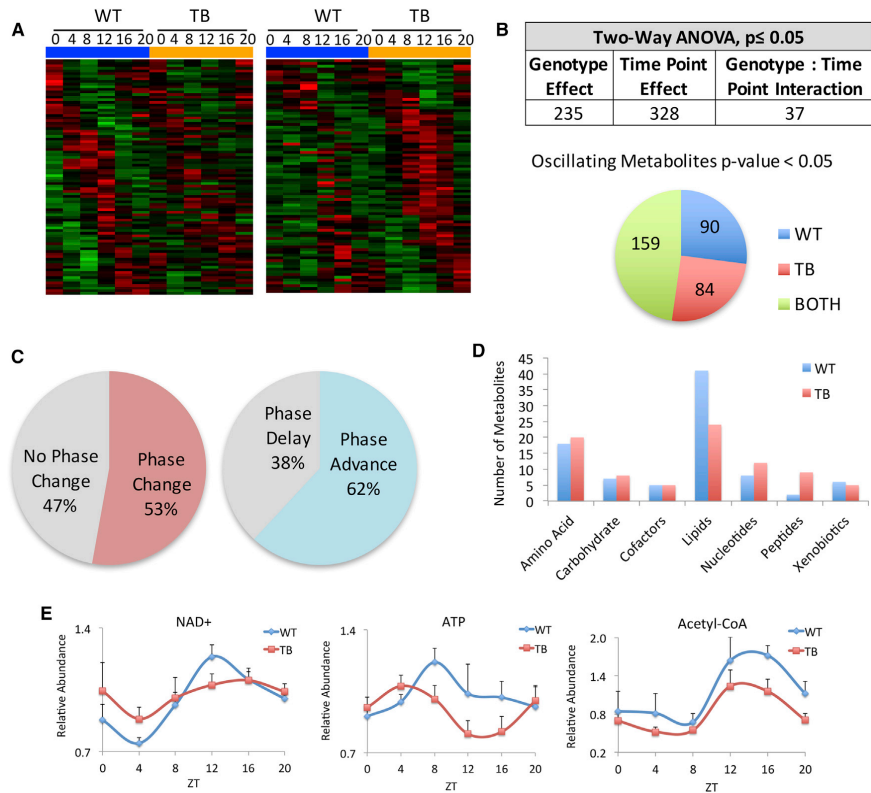 A
WT TB WT TB
0 4 8 12 16 20 0 4 8 12 16 20 0 4 8 12 16 20 0 4 8 12 16 20
B
Two-Way ANOVA, p≤ 0.05
Genotype Effect Time Point Effect Genotype : Time Point Interaction
235 328 37
Oscillating Metabolites p-value < 0.05
90
159
84
WT
TB
BOTH
C
No Phase Change 47%
Phase Change 53%
Phase Delay 38%
Phase Advance 62%
D
Number of Metabolites
45
40
35
30
25
20
15
10
5
0
WT
TB
Amino Acid
Carbohydrate
Cofactors
Lipids
Nucleotides
Peptides
Xenobiotics
E
NAD+
Relative Abundance
1.4
0.7
WT
TB
0 4 8 12 16 20
ZT
ATP
Relative Abundance
1.4
0.7
WT
TB
0 4 8 12 16 20
ZT
Acetyl-CoA
Relative Abundance
2.0
1.4
0.8
0.2
WT
TB
0 4 8 12 16 20
ZT